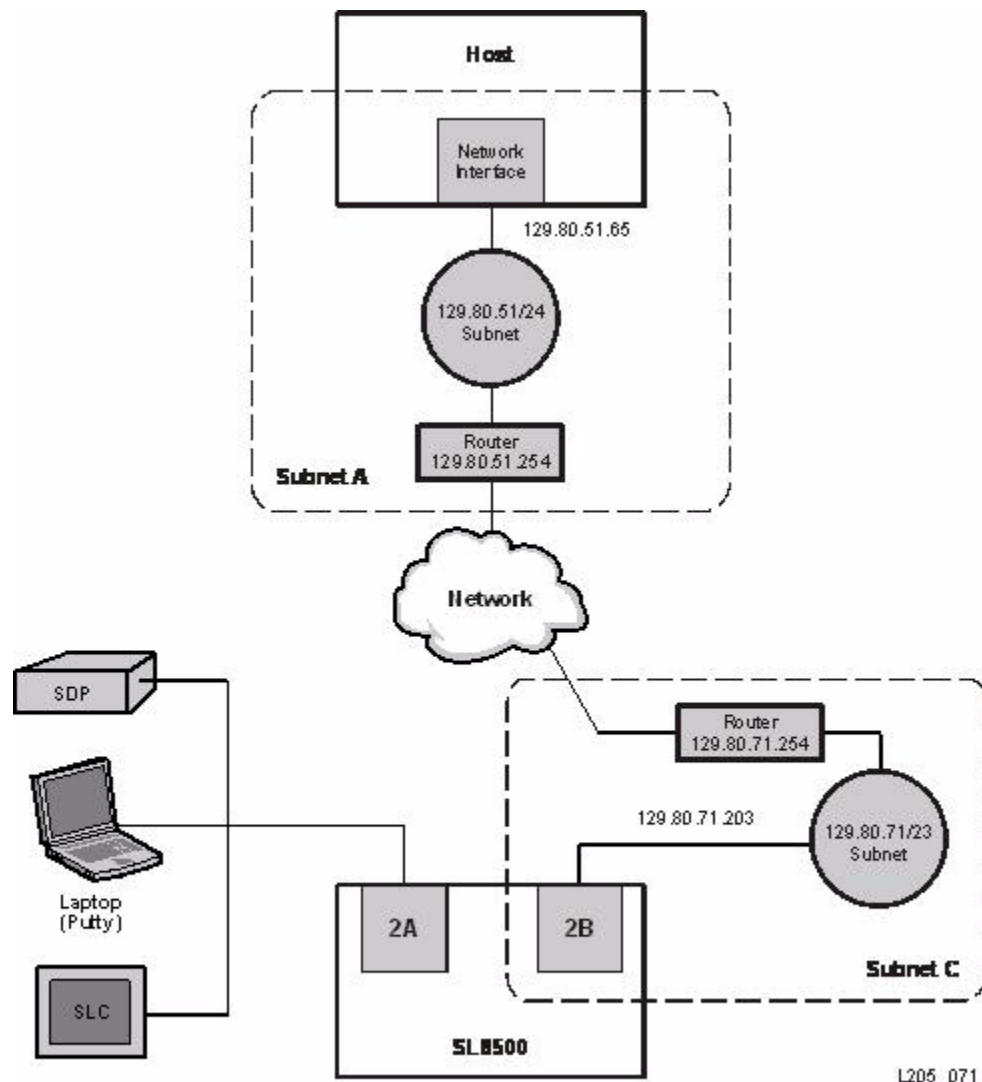 Host
Network
Interface
129.80.51.65
129.80.51/24
Subnet
Router
129.80.51.254
Subnet A
Network
SDP
Router
129.80.71.254
129.80.71.203
129.80.71/23
Subnet
Laptop
(Putty)
2A
2B
Subnet C
SLC
SL8500
L205_071